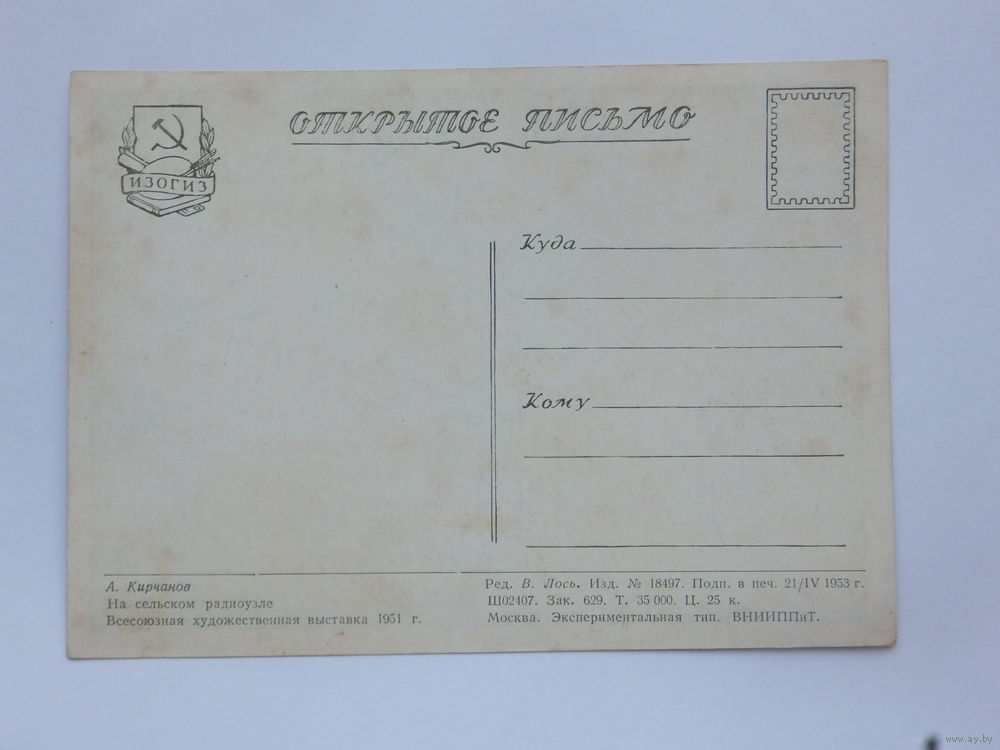 ИЗОГИЗ
ОТКРЫТОЕ ПИСЬМО
Куда
Кому
А. Кирчанов
На сельском радиоузле
Всесоюзная художественная выставка 1951 г.
Ред. В. Лось. Изд. № 18497. Подп. в печ. 21/IV 1953 г.
Ш02407. Зак. 629. Т. 35 000. Ц. 25 к.
Москва. Экспериментальная тип. ВНИИППиТ.
www.ay.by